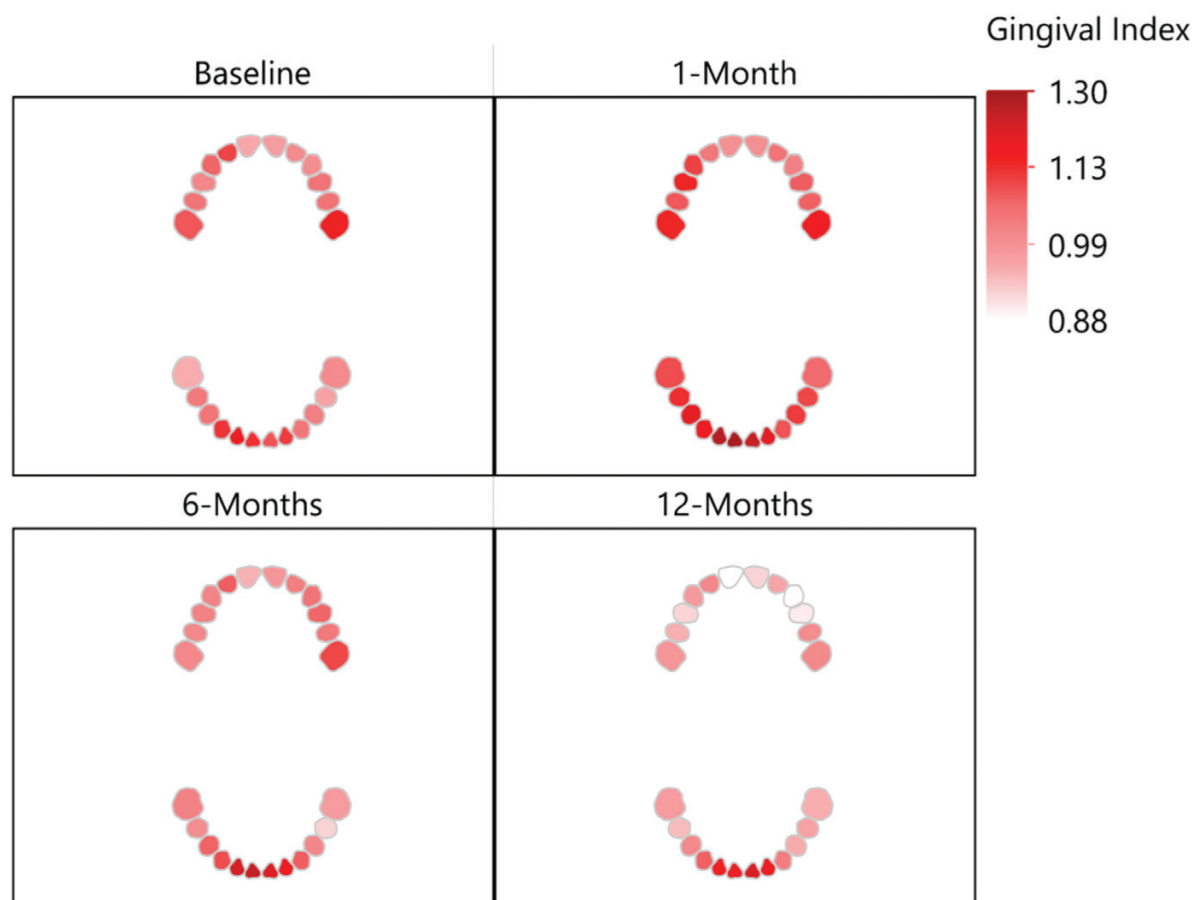 Gingival Index
Baseline
1-Month
1.30
1.13
0.99
0.88
6-Months
12-Months